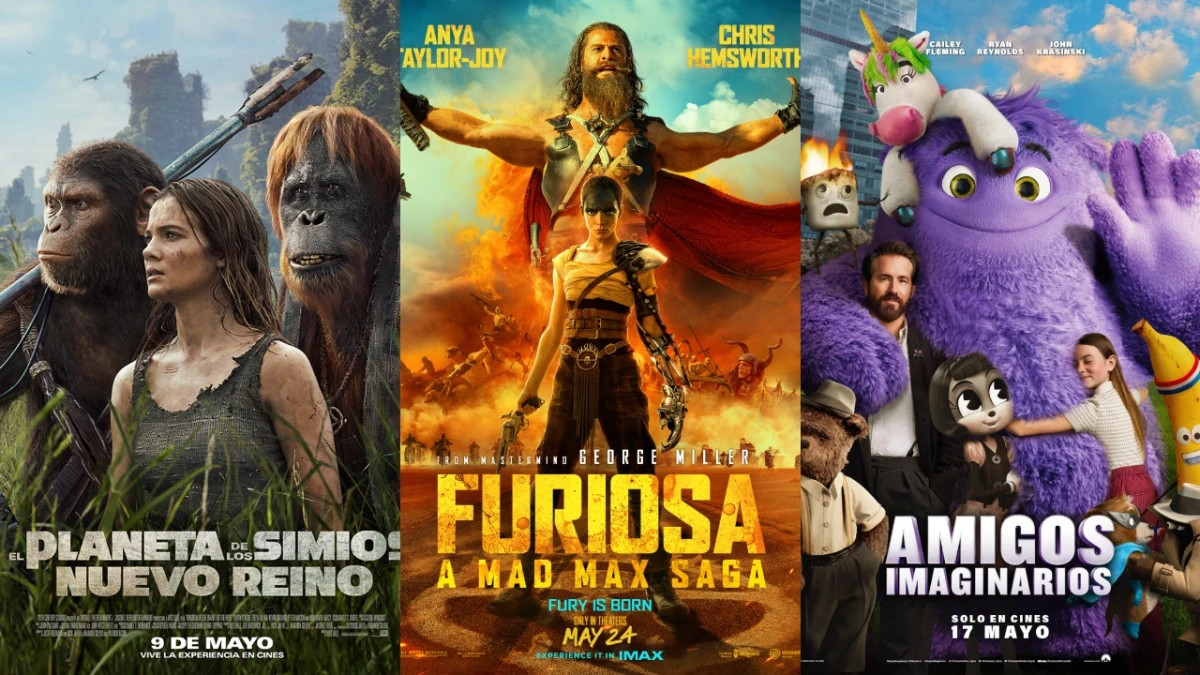 EL PLANETA DE LOS SIMIOS
NUEVO REINO
9 DE MAYO
VIVE LA EXPERIENCIA EN CINES
ANYA
TAYLOR-JOY
CHRIS
HEMSWORTH
FROM MASTERMIND GEORGE MILLER
FURIOSA
A MAD MAX SAGA
FURY IS BORN
ONLY IN THEATERS
MAY 24
EXPERIENCE IT IN IMAX
CAILEY
FLEMING
RYAN
REYNOLDS
JOHN
KRASINSKI
AMIGOS
IMAGINARIOS
SOLO EN CINES
17 MAYO